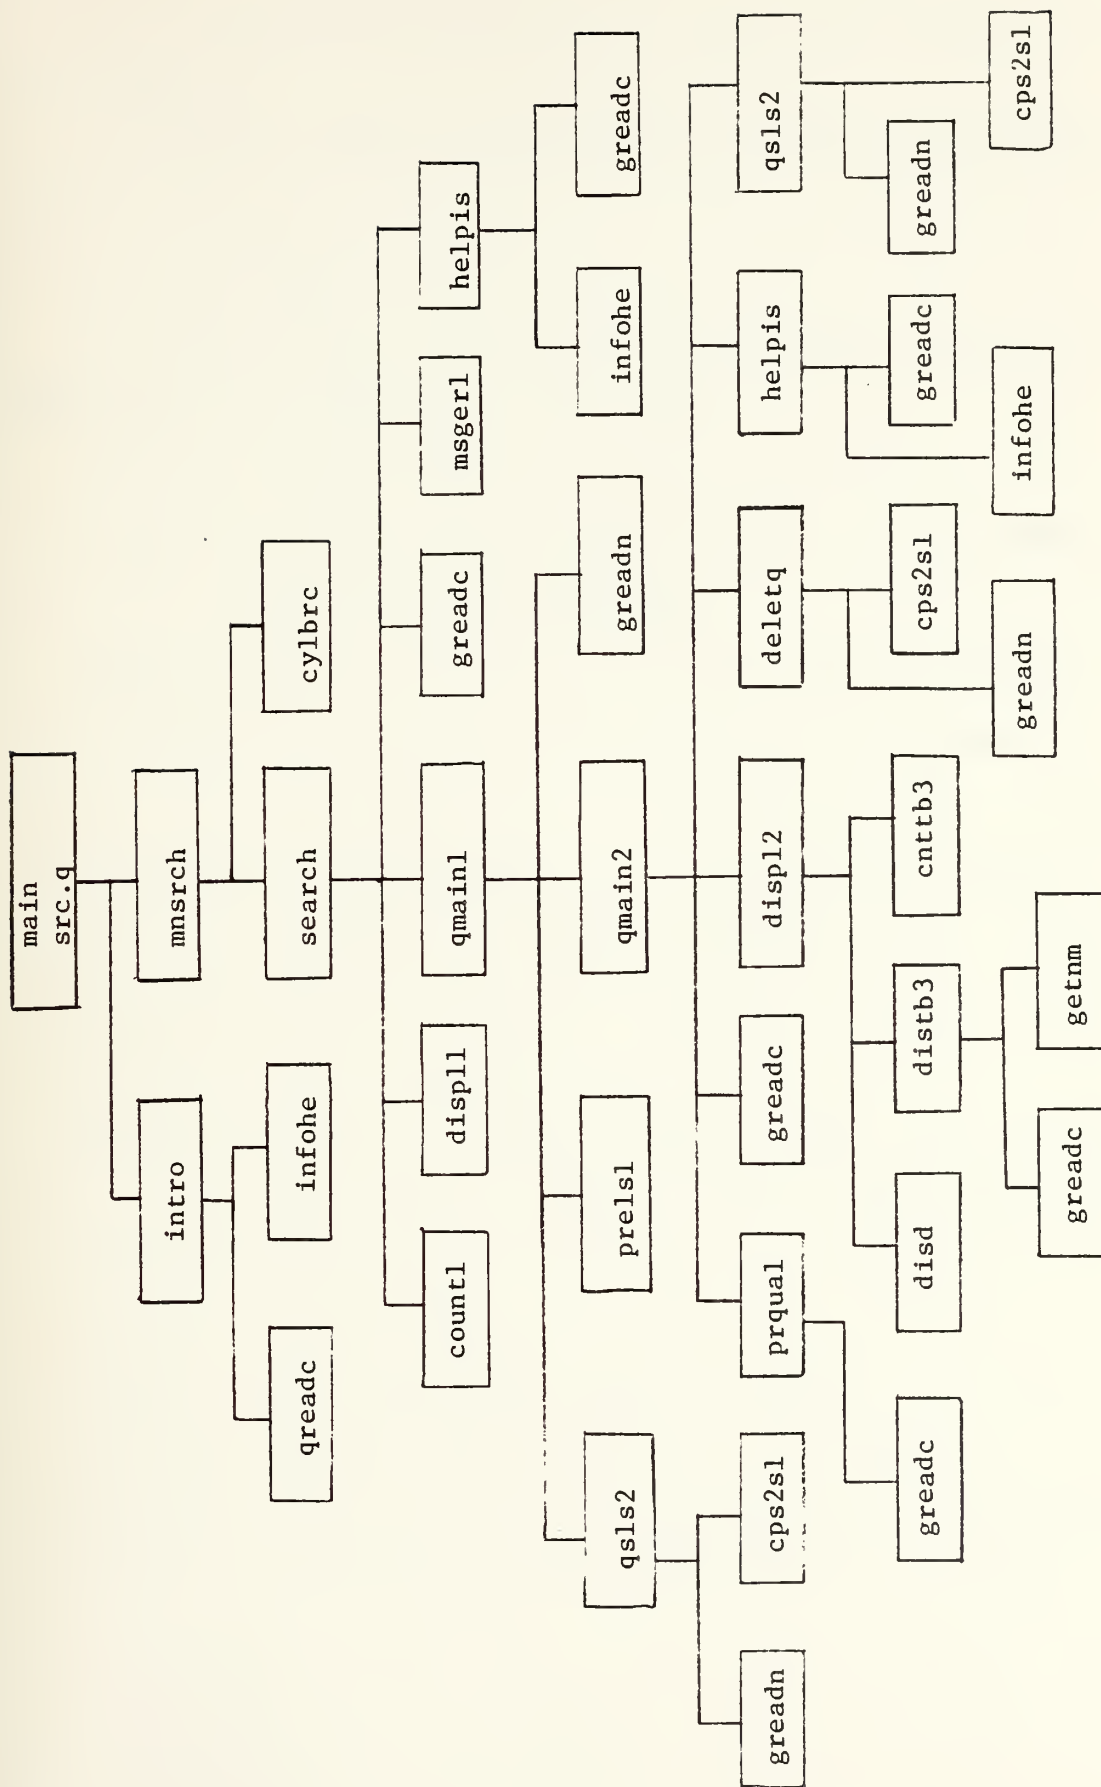 main
src.q
intro
mnsrch
qreadc
infohe
search
cylbrc
count1
displ1
qmain1
greadc
msger1
helpis
qsls2
prels1
qmain2
greadn
infohe
greadc
greadn
cps2sl
prqual
greadc
displ2
deletq
helpis
qsls2
greadc
disd
distb3
cnttb3
cps2sl
greadc
greadn
greadc
getnm
greadn
infohe
cps2sl